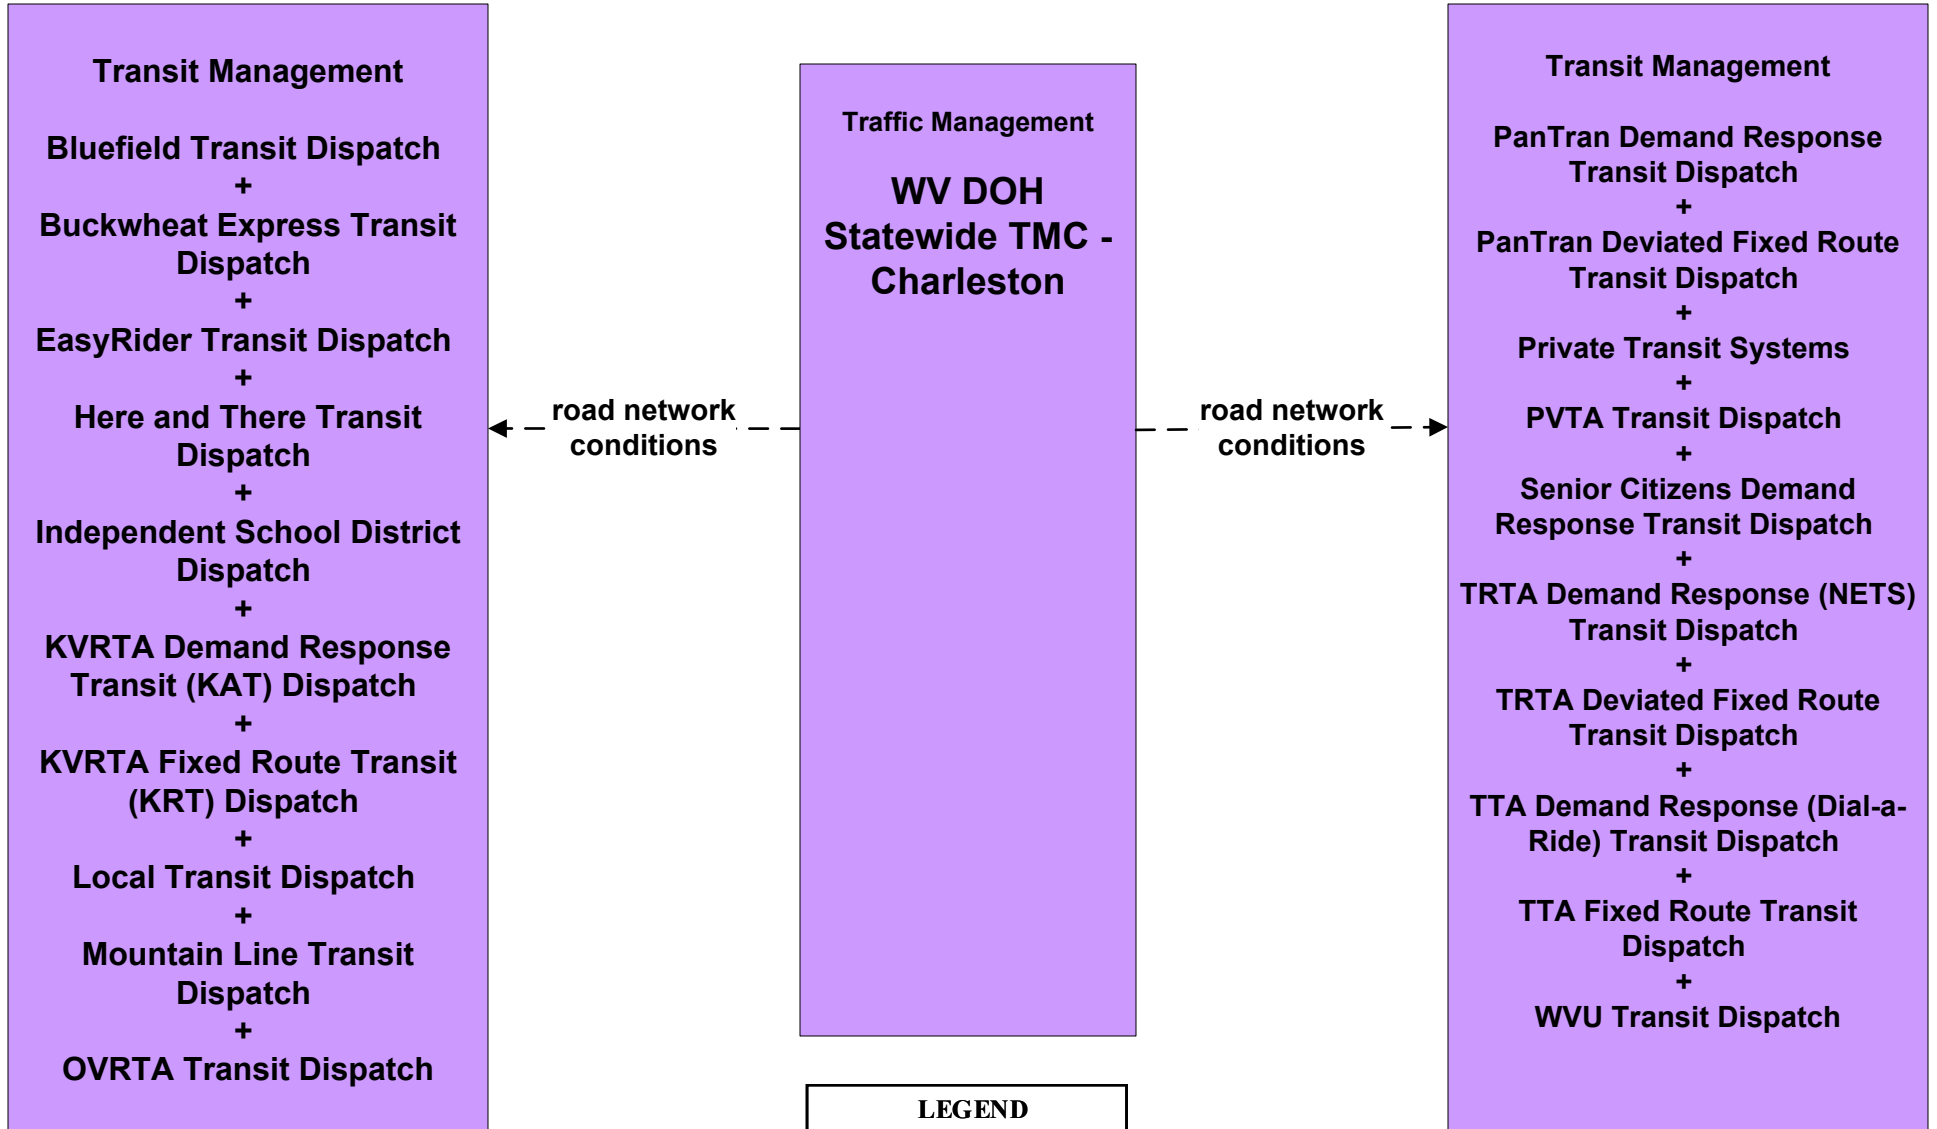 Transit Management
Bluefield Transit Dispatch
+
Buckwheat Express Transit
Dispatch
+
EasyRider Transit Dispatch
+
Here and There Transit
Dispatch
+
Independent School District
Dispatch
+
KVRTA Demand Response
Transit (KAT) Dispatch
+
KVRTA Fixed Route Transit
(KRT) Dispatch
+
Local Transit Dispatch
+
Mountain Line Transit
Dispatch
+
OVRTA Transit Dispatch
road network
conditions
Traffic Management
WV DOH
Statewide TMC -
Charleston
road network
conditions
Transit Management
PanTran Demand Response
Transit Dispatch
+
PanTran Deviated Fixed Route
Transit Dispatch
+
Private Transit Systems
+
PVTA Transit Dispatch
+
Senior Citizens Demand
Response Transit Dispatch
+
TRTA Demand Response (NETS)
Transit Dispatch
+
TRTA Deviated Fixed Route
Transit Dispatch
+
TTA Demand Response (Dial-a-
Ride) Transit Dispatch
+
TTA Fixed Route Transit
Dispatch
+
WVU Transit Dispatch
LEGEND